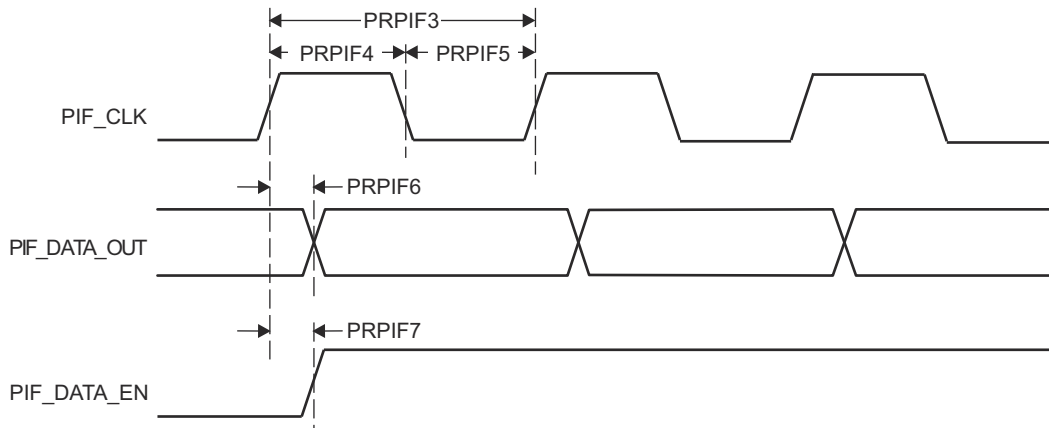 PRPIF3
PRPIF4 PRPIF5
PIF_CLK
PRPIF6
PIF_DATA_OUT
PRPIF7
PIF_DATA_EN